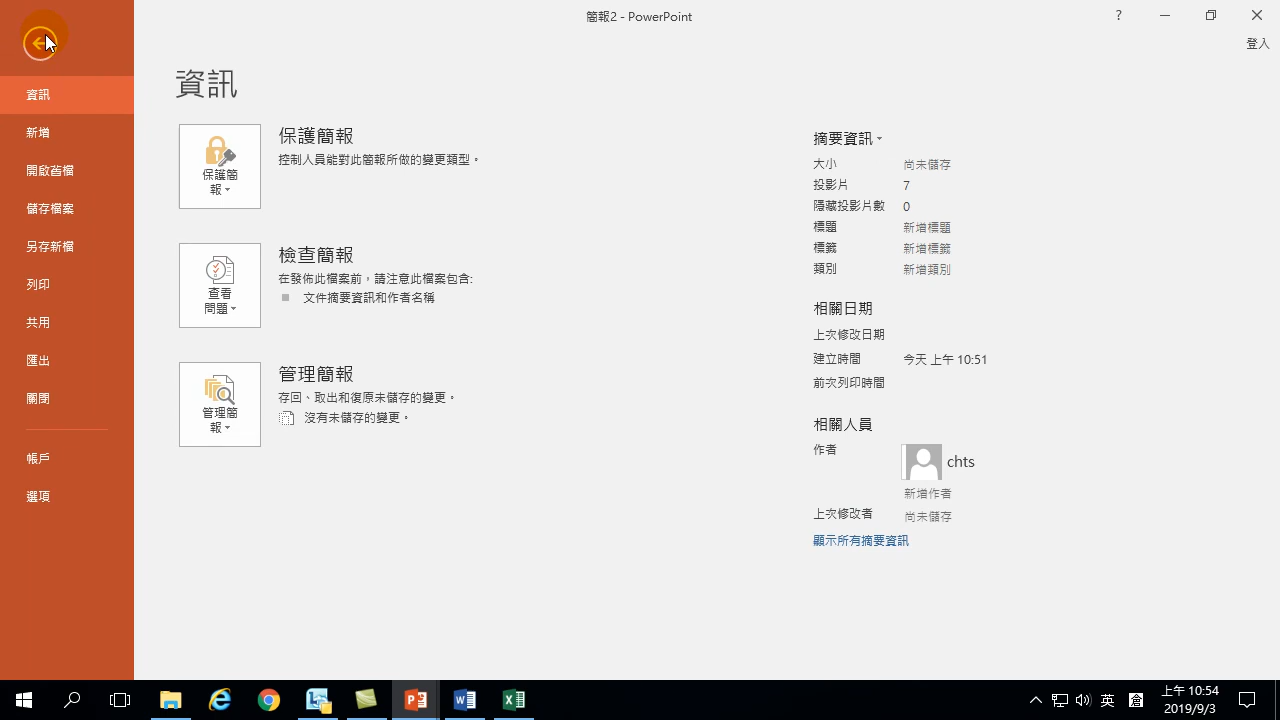 簡報2 - PowerPoint
?
登入
資訊
新增
開啟舊檔
儲存檔案
另存新檔
列印
共用
匯出
關閉
帳戶
選項
資訊
保護簡報
保護簡報
控制人員能對此簡報所做的變更類型。
查看問題
檢查簡報
在發佈此檔案前，請注意此檔案包含:
文件摘要資訊和作者名稱
管理簡報
管理簡報
存回、取出和復原未儲存的變更。
沒有未儲存的變更。
摘要資訊
大小 尚未儲存
投影片 7
隱藏投影片數 0
標題 新增標題
標籤 新增標籤
類別 新增類別
相關日期
上次修改日期
建立時間 今天 上午 10:51
前次列印時間
相關人員
作者 chts
新增作者
上次修改者 尚未儲存
顯示所有摘要資訊
英
倉
上午 10:54
2019/9/3